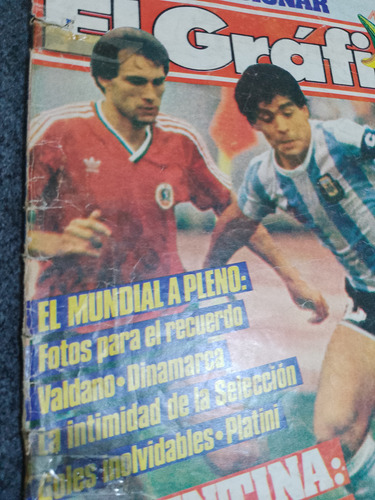 CIONAR
El Gráfi
EL MUNDIAL A PLENO:
Fotos para el recuerdo
Valdano • Dinamarca
La intimidad de la Selección
Goles inolvidables • Platini
NTINA: